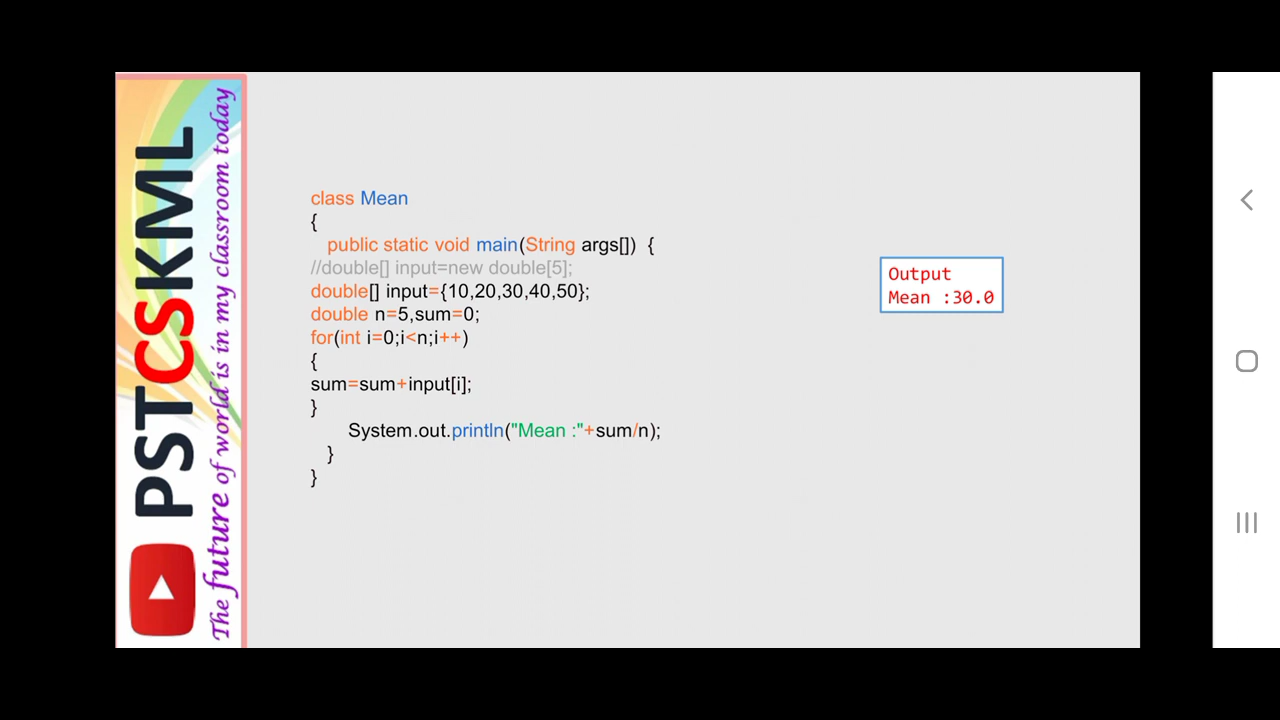 PSTCSKML
The future of world is in my classroom today
class Mean
{
public static void main(String args[]) {
//double[] input=new double[5];
double[] input={10,20,30,40,50};
double n=5,sum=0;
for(int i=0;i<n;i++)
{
sum=sum+input[i];
}
System.out.println("Mean :"+sum/n);
}
}
Output
Mean :30.0